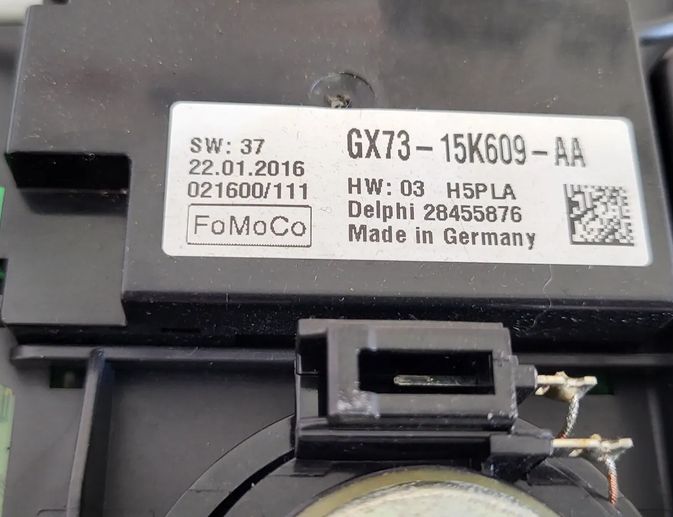 SW: 37
22.01.2016
021600/111
FoMoCo
GX73-15K609-AA
HW: 03 H5PLA
Delphi 28455876
Made in Germany